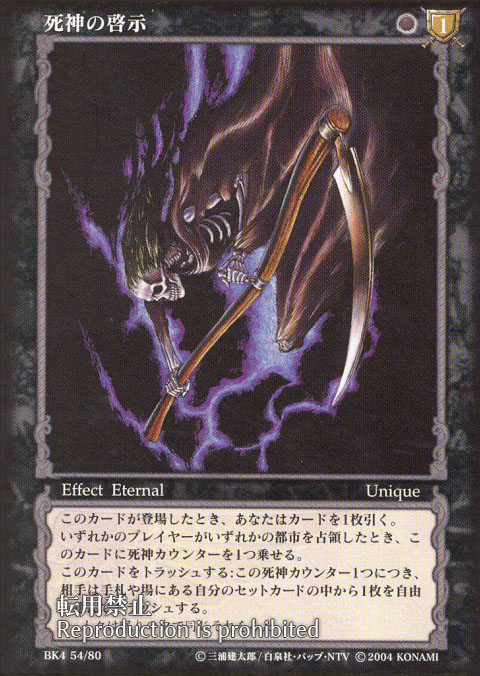 死神の啓示
1
Effect Eternal Unique
このカードが登場したとき、あなたはカードを1枚引く。
いずれかのプレイヤーがいずれかの都市を占領したとき、こ
のカードに死神カウンターを1つ乗せる。
このカードをトラッシュする:この死神カウンター1つにつき、
相手は手札や場にある自分のセットカードの中から1枚を自由
シュする。
転用禁止
Reproduction is prohibited
BK4 54/80 ©三浦建太郎/白泉社・バップ・NTV ©2004 KONAMI